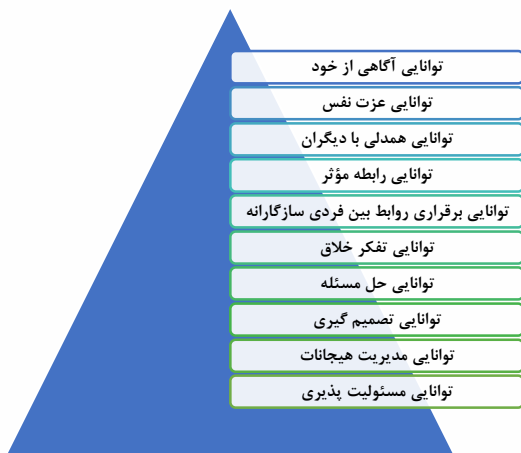 توانایی آگاهی از خود
توانایی عزت نفس
توانایی همدلی با دیگران
توانایی رابطه مؤثر
توانایی برقراری روابط بین فردی سازگارانه
توانایی تفکر خلاق
توانایی حل مسئله
توانایی تصمیم گیری
توانایی مدیریت هیجانات
توانایی مسئولیت پذیری